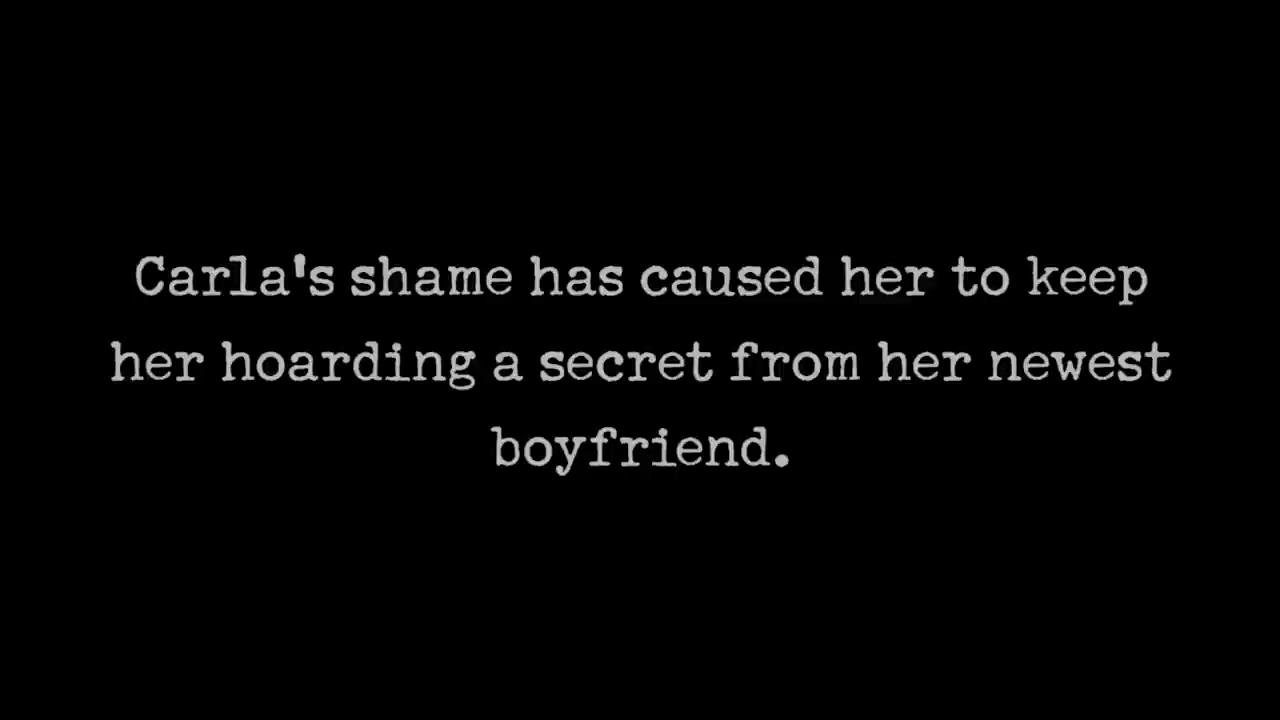 Carla's shame has caused her to keep
her hoarding a secret from her newest
boyfriend.